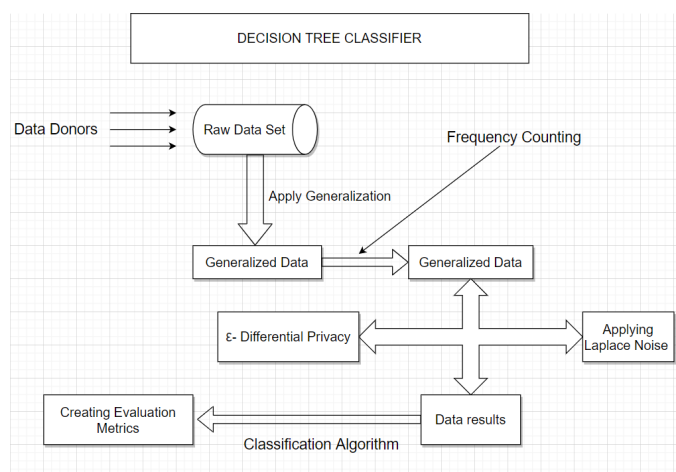 DECISION TREE CLASSIFIER
Data Donors
Raw Data Set
Frequency Counting
Apply Generalization
Generalized Data
Generalized Data
ε- Differential Privacy
Applying
Laplace Noise
Creating Evaluation
Metrics
Data results
Classification Algorithm